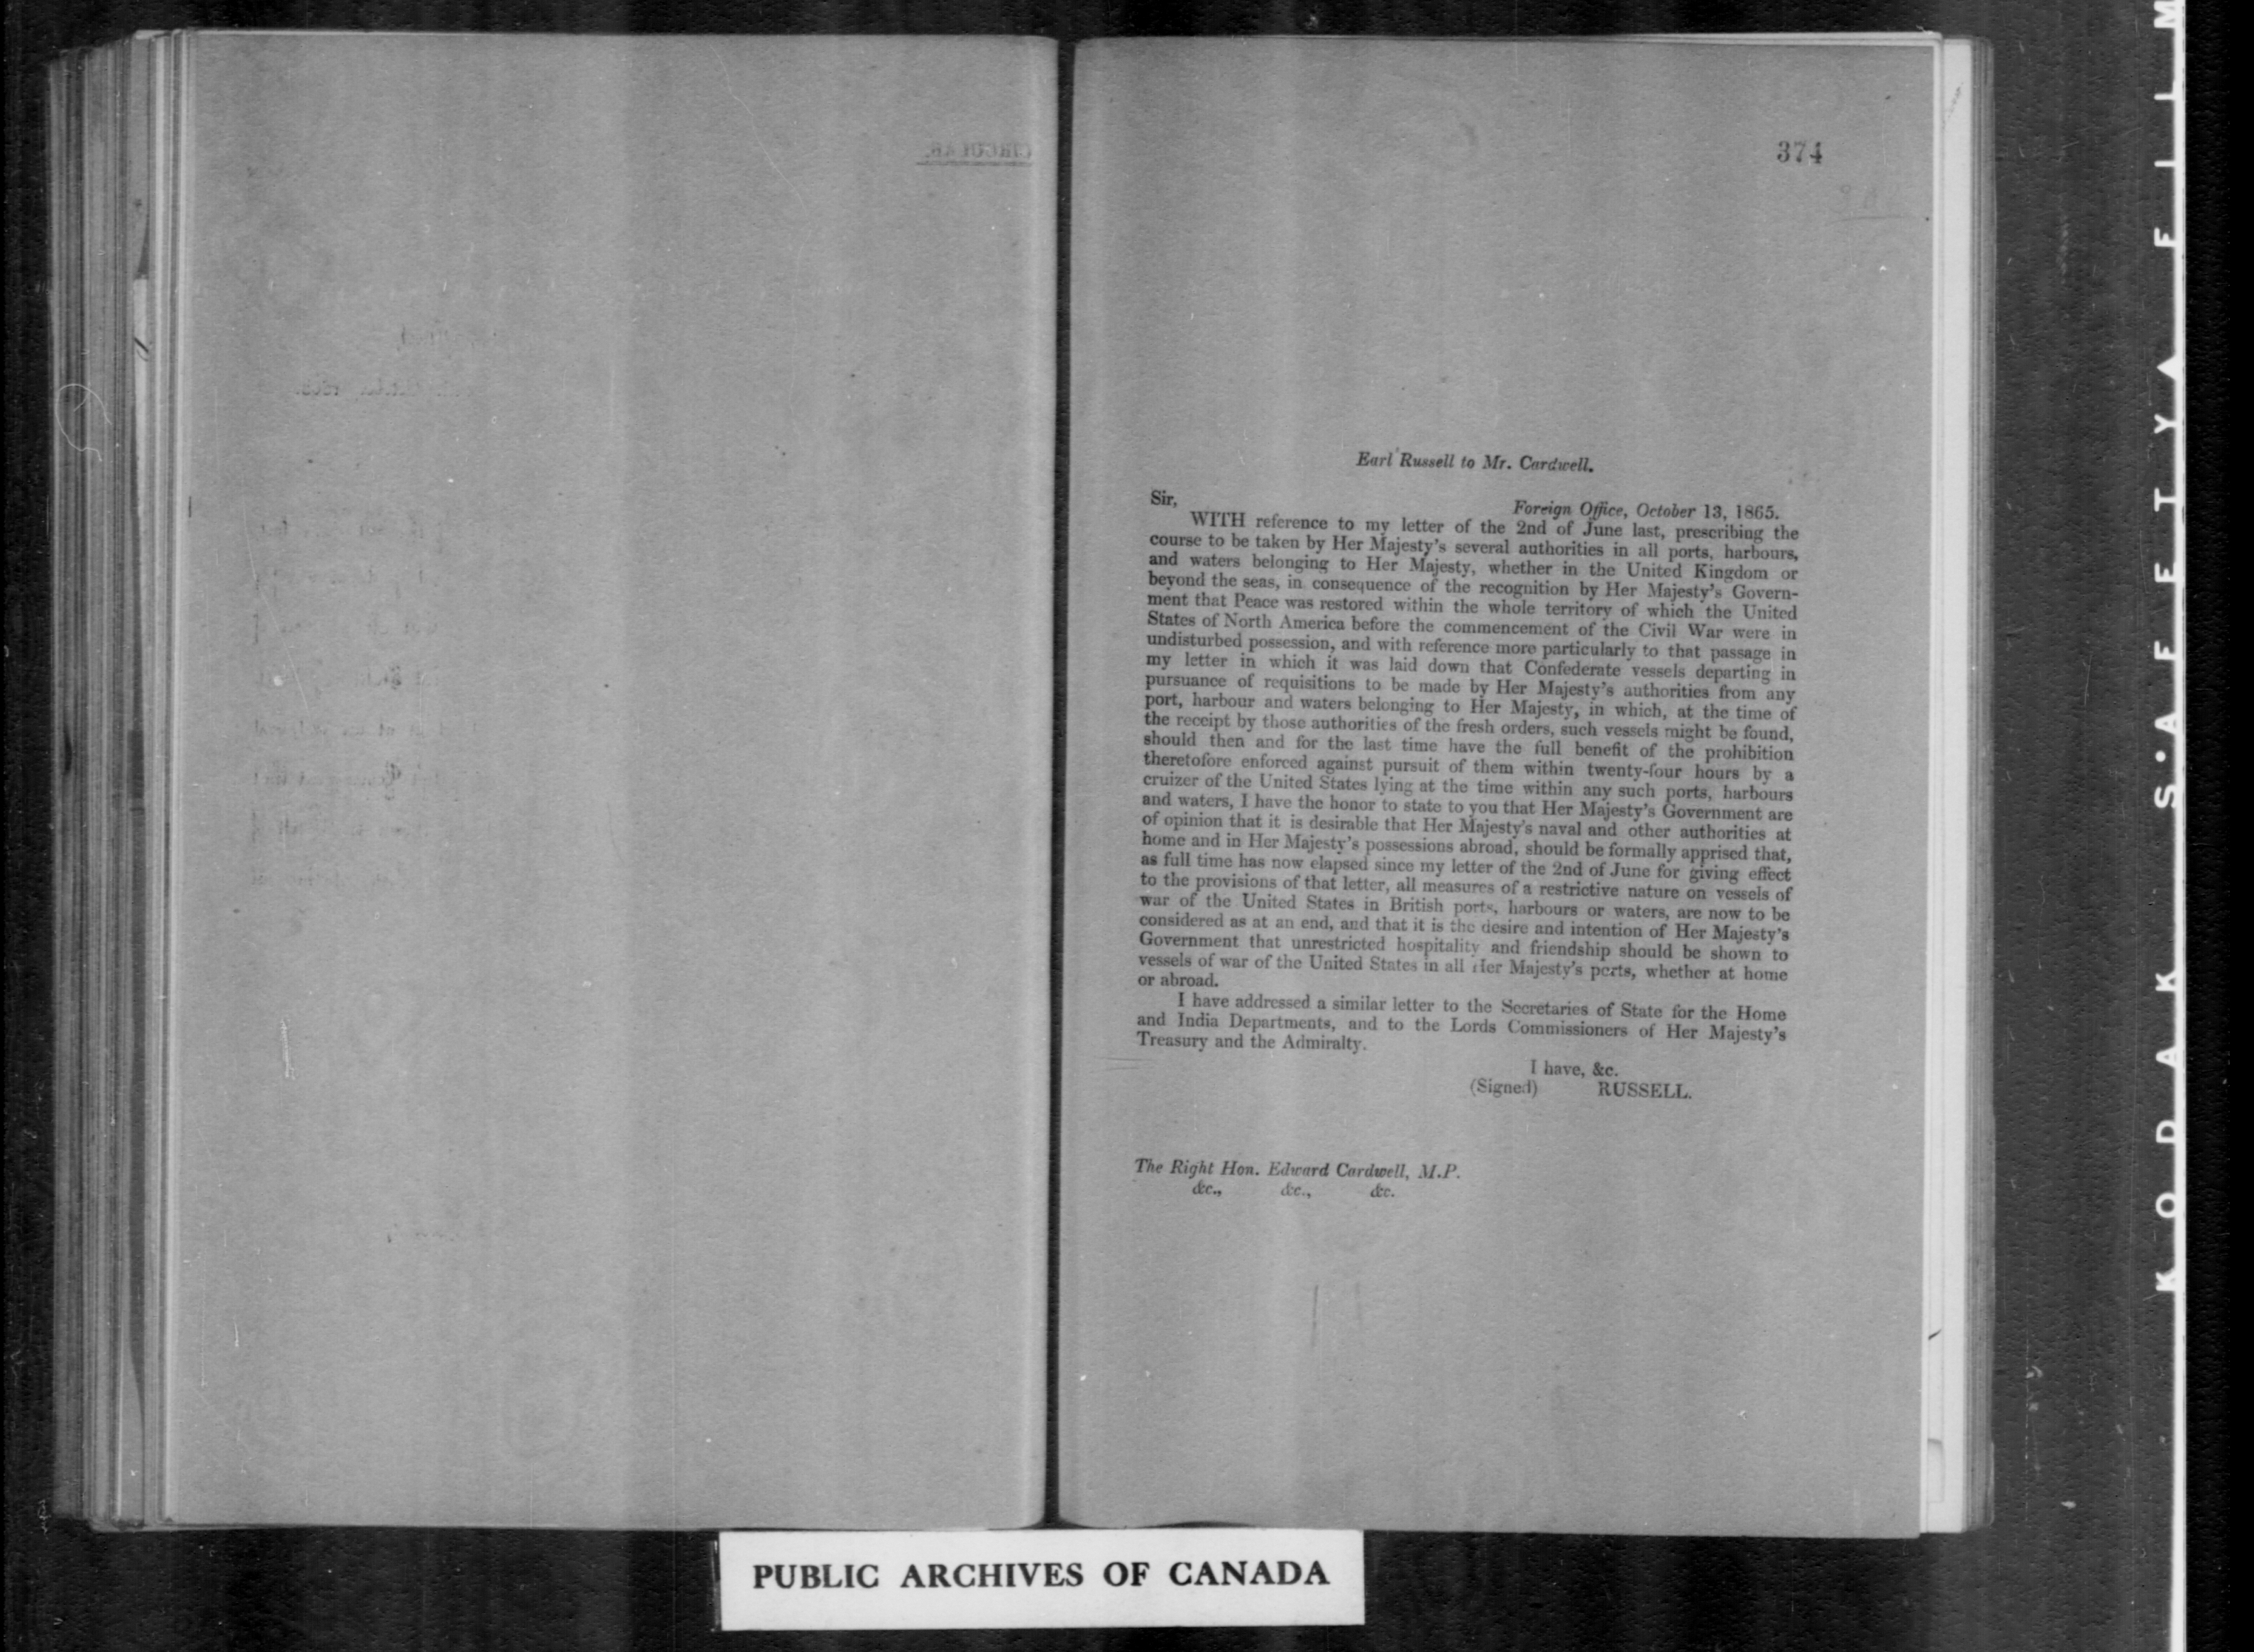 CIRCULAR.
374
Earl Russell to Mr. Cardwell.
Sir,
Foreign Office, October 13, 1865.
WITH reference to my letter of the 2nd of June last, prescribing the
course to be taken by Her Majesty's several authorities in all ports, harbours,
and waters belonging to Her Majesty, whether in the United Kingdom or
beyond the seas, in consequence of the recognition by Her Majesty's Govern-
ment that Peace was restored within the whole territory of which the United
States of North America before the commencement of the Civil War were in
undisturbed possession, and with reference more particularly to that passage in
my letter in which it was laid down that Confederate vessels departing in
pursuance of requisitions to be made by Her Majesty's authorities from any
port, harbour and waters belonging to Her Majesty, in which, at the time of
the receipt by those authorities of the fresh orders, such vessels might be found,
should then and for the last time have the full benefit of the prohibition
theretofore enforced against pursuit of them within twenty-four hours by a
cruizer of the United States lying at the time within any such ports, harbours
and waters, I have the honor to state to you that Her Majesty's Government are
of opinion that it is desirable that Her Majesty's naval and other authorities at
home and in Her Majesty's possessions abroad, should be formally apprised that,
as full time has now elapsed since my letter of the 2nd of June for giving effect
to the provisions of that letter, all measures of a restrictive nature on vessels of
war of the United States in British ports, harbours or waters, are now to be
considered as at an end, and that it is the desire and intention of Her Majesty's
Government that unrestricted hospitality and friendship should be shown to
vessels of war of the United States in all Her Majesty's ports, whether at home
or abroad.
I have addressed a similar letter to the Secretaries of State for the Home
and India Departments, and to the Lords Commissioners of Her Majesty's
Treasury and the Admiralty.
I have, &c.
(Signed) RUSSELL.
The Right Hon. Edward Cardwell, M.P.
&c., &c., &c.
PUBLIC ARCHIVES OF CANADA
KODAK S·AFETY▲FILM